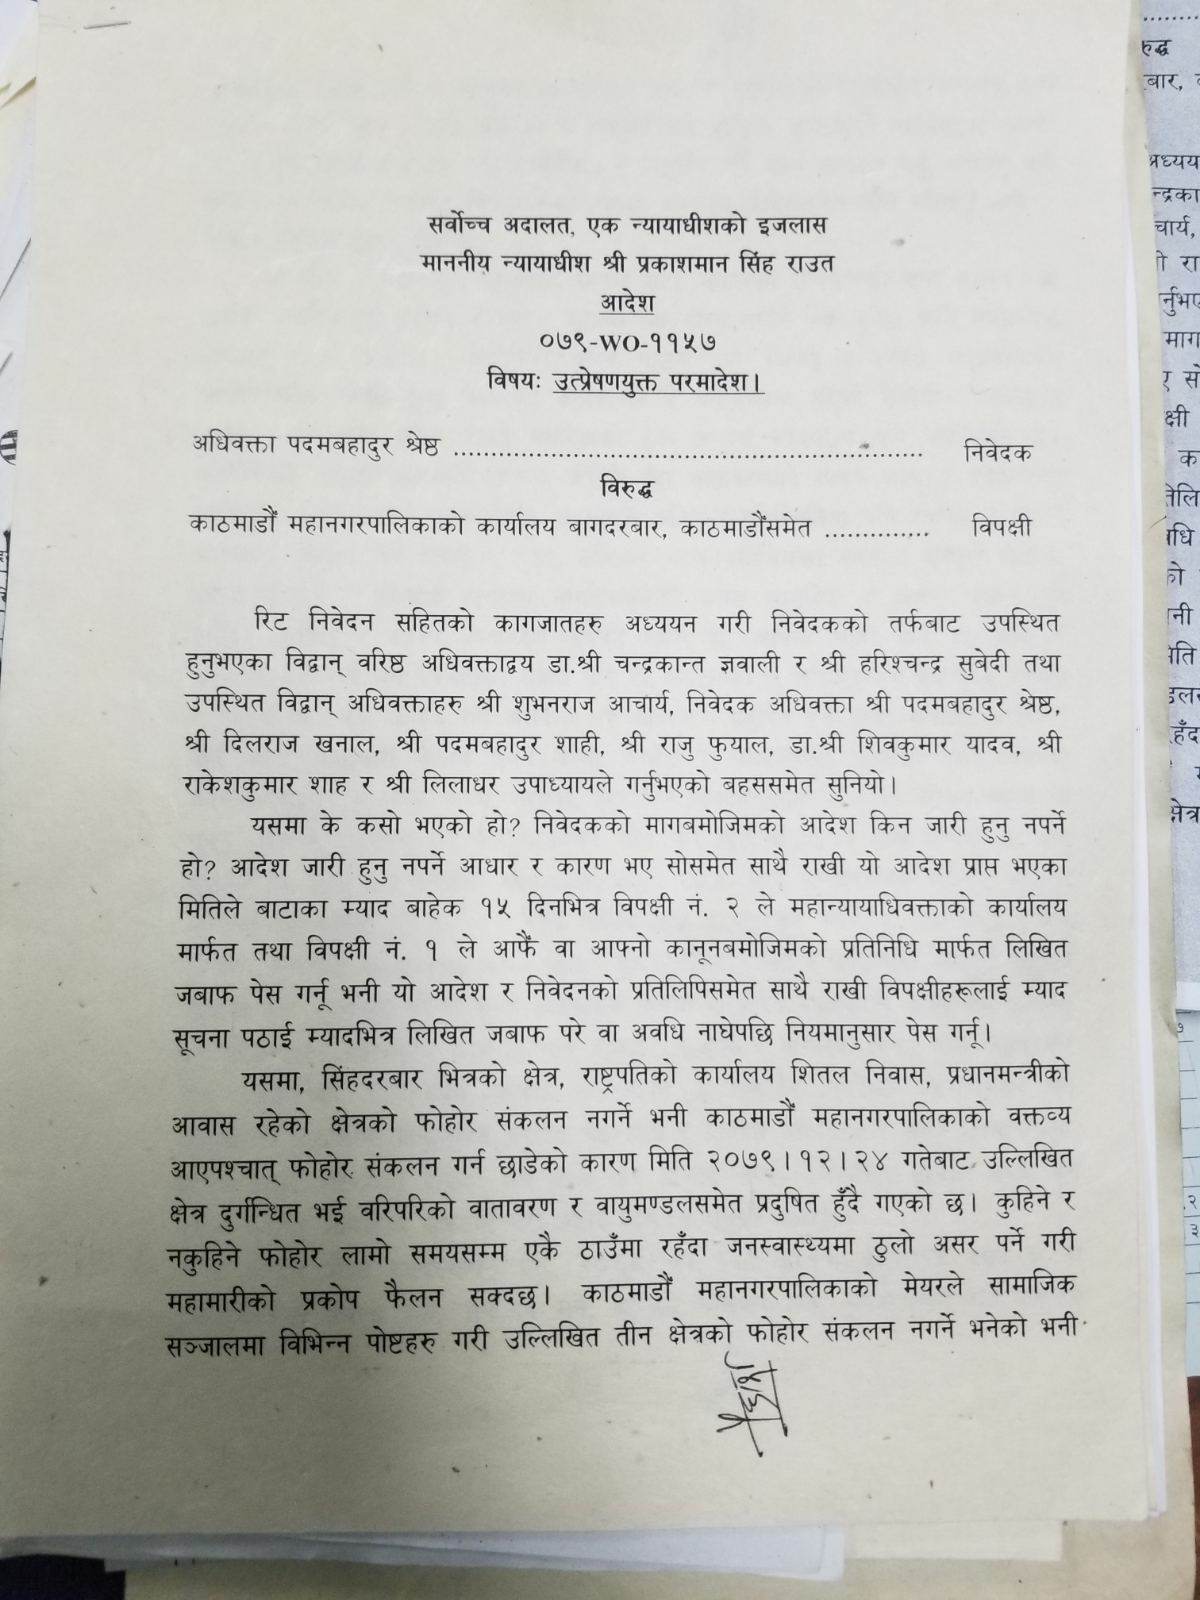 सर्वोच्च अदालत, एक न्यायाधीशको इजलास
माननीय न्यायाधीश श्री प्रकाशमान सिंह राउत
आदेश
०७९-WO-११५७
विषयः उत्प्रेषणयुक्त परमादेश।
अधिवक्ता पदमबहादुर श्रेष्ठ ............................................................... निवेदक
विरुद्ध
काठमाडौं महानगरपालिकाको कार्यालय बागदरबार, काठमाडौंसमेत .............. विपक्षी
रिट निवेदन सहितको कागजातहरु अध्ययन गरी निवेदकको तर्फबाट उपस्थित
हुनुभएका विद्वान् वरिष्ठ अधिवक्ताद्वय डा.श्री चन्द्रकान्त ज्ञवाली र श्री हरिश्चन्द्र सुबेदी तथा
उपस्थित विद्वान् अधिवक्ताहरु श्री शुभनराज आचार्य, निवेदक अधिवक्ता श्री पदमबहादुर श्रेष्ठ,
श्री दिलराज खनाल, श्री पदमबहादुर शाही, श्री राजु फुयाल, डा.श्री शिवकुमार यादव, श्री
राकेशकुमार शाह र श्री लिलाधर उपाध्यायले गर्नुभएको बहससमेत सुनियो।
यसमा के कसो भएको हो? निवेदकको मागबमोजिमको आदेश किन जारी हुनु नपर्ने
हो? आदेश जारी हुनु नपर्ने आधार र कारण भए सोसमेत साथै राखी यो आदेश प्राप्त भएका
मितिले बाटाका म्याद बाहेक १५ दिनभित्र विपक्षी नं. २ ले महान्यायाधिवक्ताको कार्यालय
मार्फत तथा विपक्षी नं. १ ले आफैं वा आफ्नो कानूनबमोजिमको प्रतिनिधि मार्फत लिखित
जबाफ पेस गर्नू भनी यो आदेश र निवेदनको प्रतिलिपिसमेत साथै राखी विपक्षीहरूलाई म्याद
सूचना पठाई म्यादभित्र लिखित जबाफ परे वा अवधि नाघेपछि नियमानुसार पेस गर्नू।
यसमा, सिंहदरबार भित्रको क्षेत्र, राष्ट्रपतिको कार्यालय शितल निवास, प्रधानमन्त्रीको
आवास रहेको क्षेत्रको फोहोर संकलन नगर्ने भनी काठमाडौं महानगरपालिकाको वक्तव्य
आएपश्चात् फोहोर संकलन गर्न छाडेको कारण मिति २०७९।१२।२४ गतेबाट उल्लिखित
क्षेत्र दुर्गन्धित भई वरिपरिको वातावरण र वायुमण्डलसमेत प्रदुषित हुँदै गएको छ। कुहिने र
नकुहिने फोहोर लामो समयसम्म एकै ठाउँमा रहँदा जनस्वास्थ्यमा ठुलो असर पर्ने गरी
महामारीको प्रकोप फैलन सक्दछ। काठमाडौं महानगरपालिकाको मेयरले सामाजिक
सञ्जालमा विभिन्न पोष्टहरु गरी उल्लिखित तीन क्षेत्रको फोहोर संकलन नगर्ने भनेको भनी